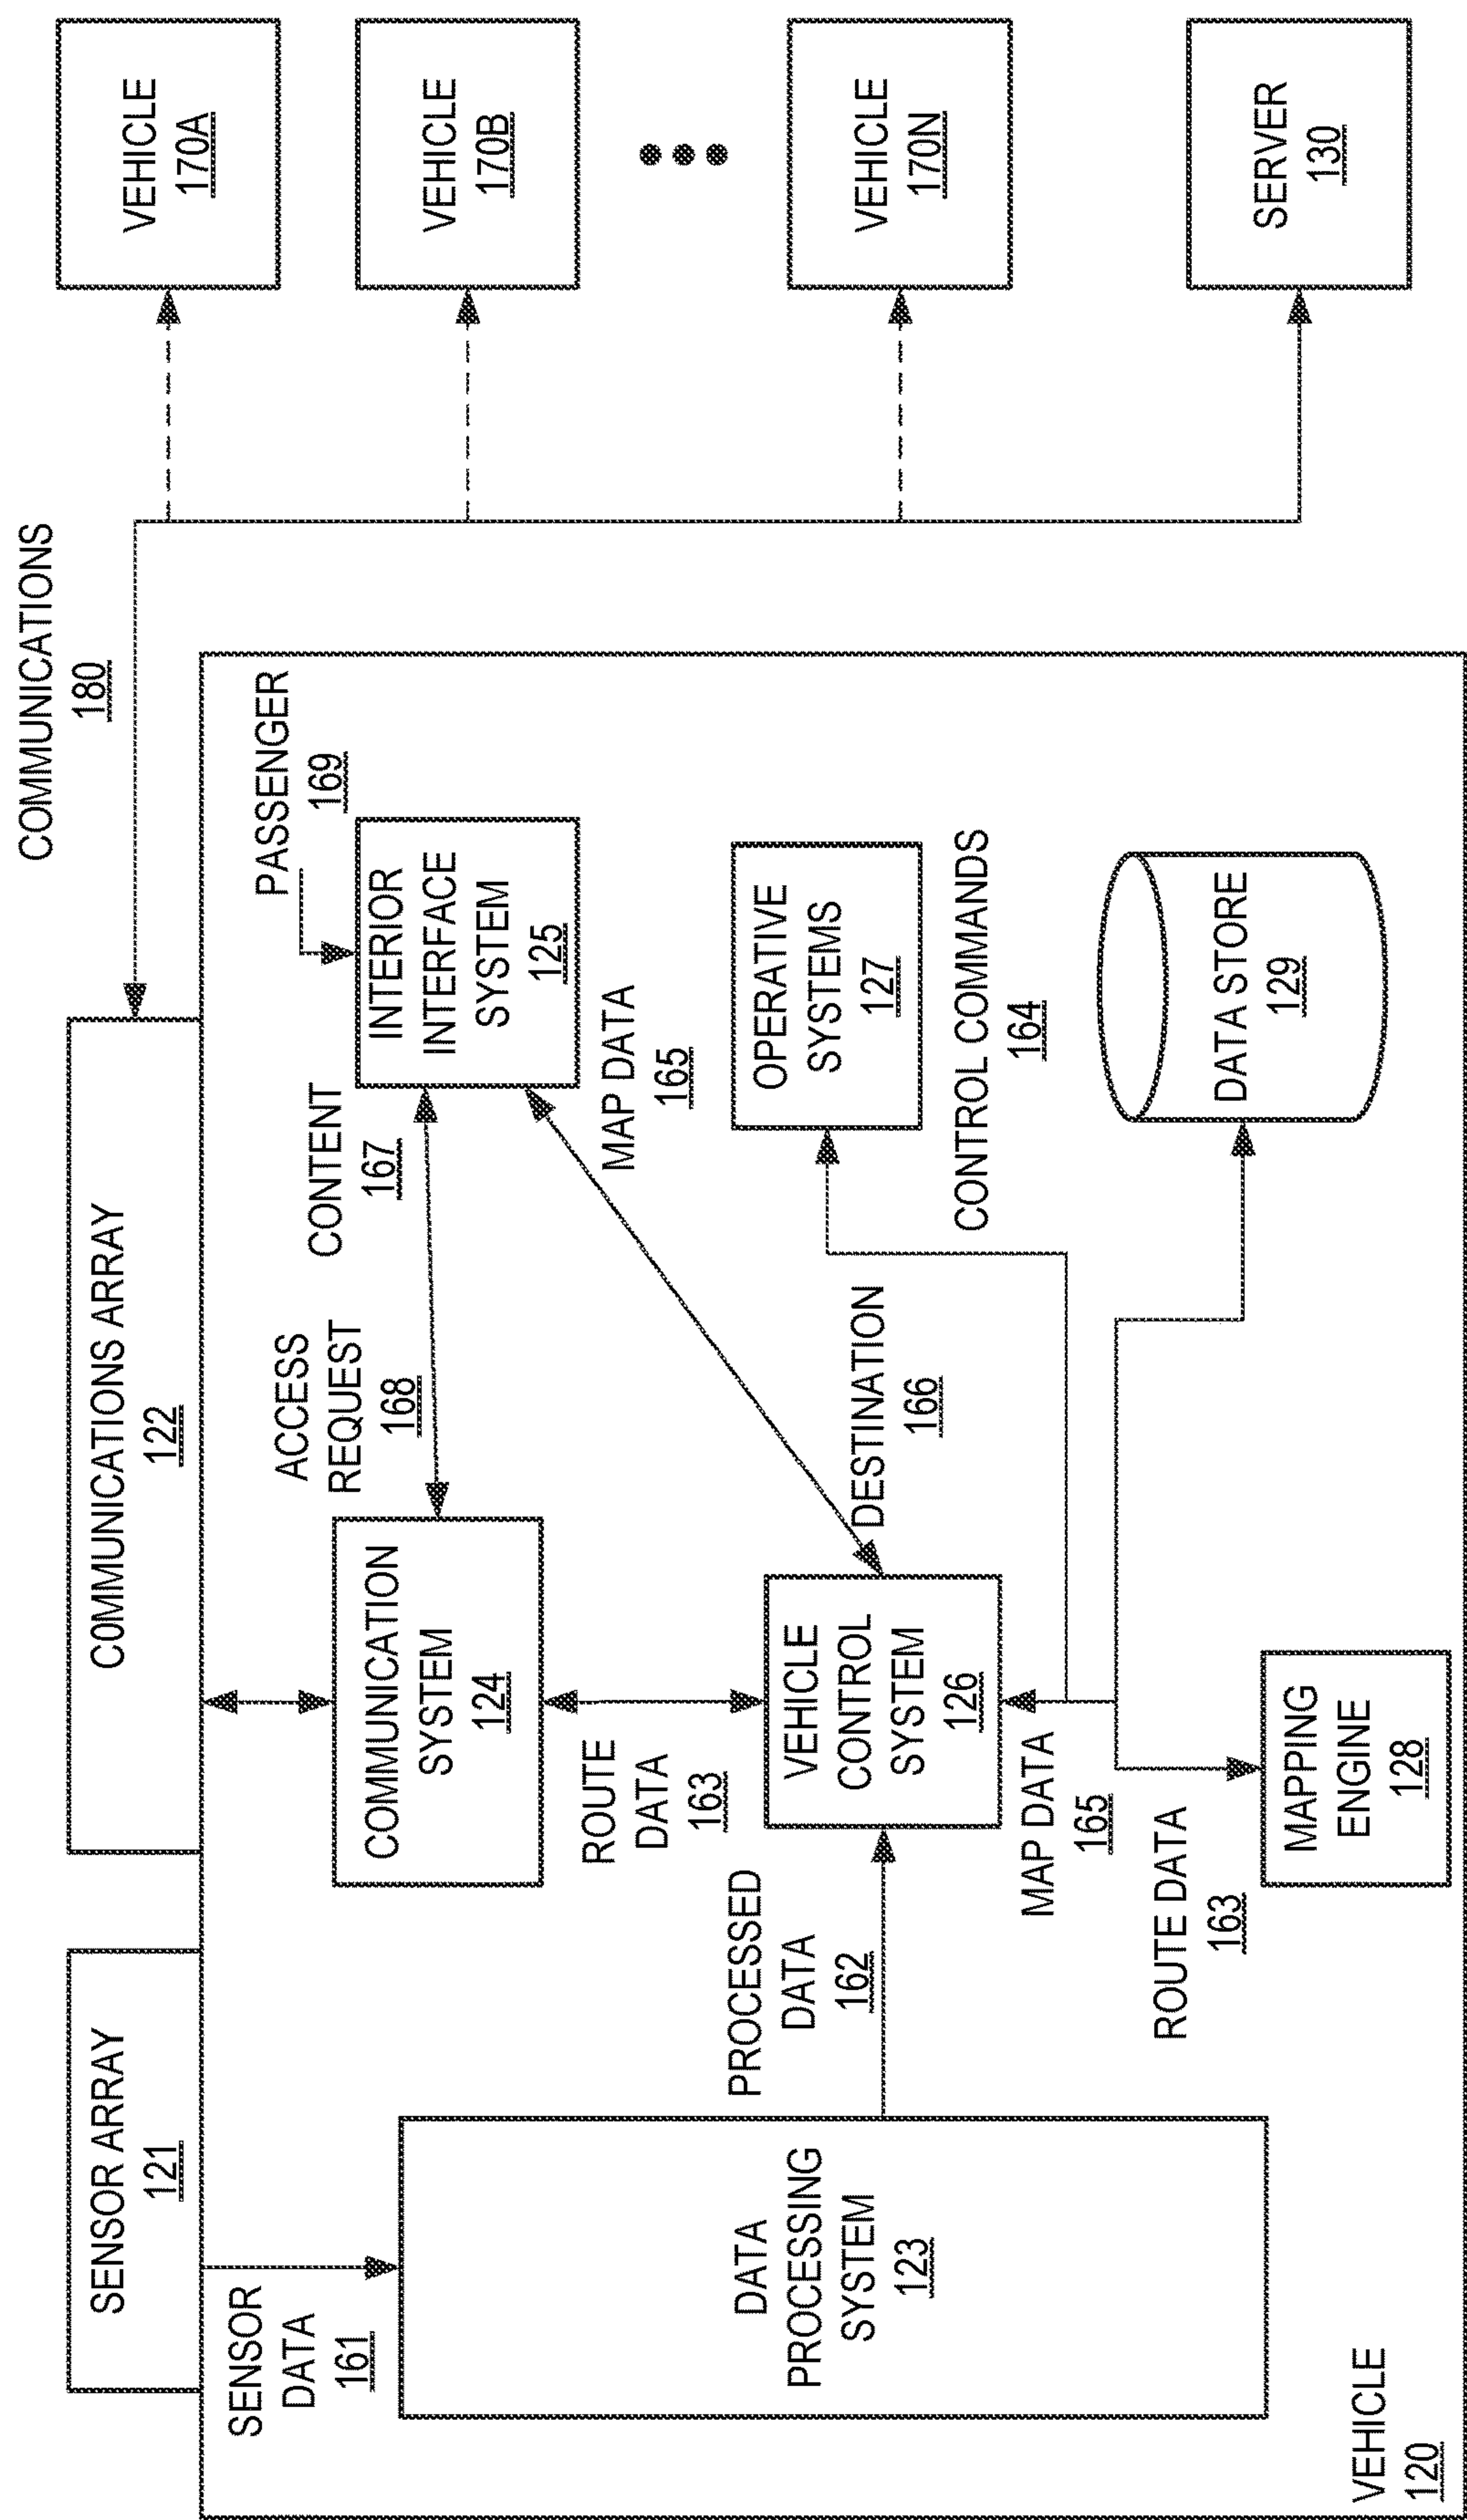 SENSOR ARRAY
121
COMMUNICATIONS ARRAY
122
COMMUNICATIONS
180
SENSOR
DATA
161
DATA
PROCESSING
SYSTEM
123
COMMUNICATION
SYSTEM
124
ACCESS
REQUEST
168
CONTENT
167
PASSENGER
169
INTERIOR
INTERFACE
SYSTEM
125
ROUTE
DATA
163
MAP DATA
165
PROCESSED
DATA
162
VEHICLE
CONTROL
SYSTEM
126
DESTINATION
166
OPERATIVE
SYSTEMS
127
CONTROL COMMANDS
164
MAP DATA
165
ROUTE DATA
163
MAPPING
ENGINE
128
DATA STORE
129
VEHICLE
120
VEHICLE
170A
VEHICLE
170B
VEHICLE
170N
SERVER
130